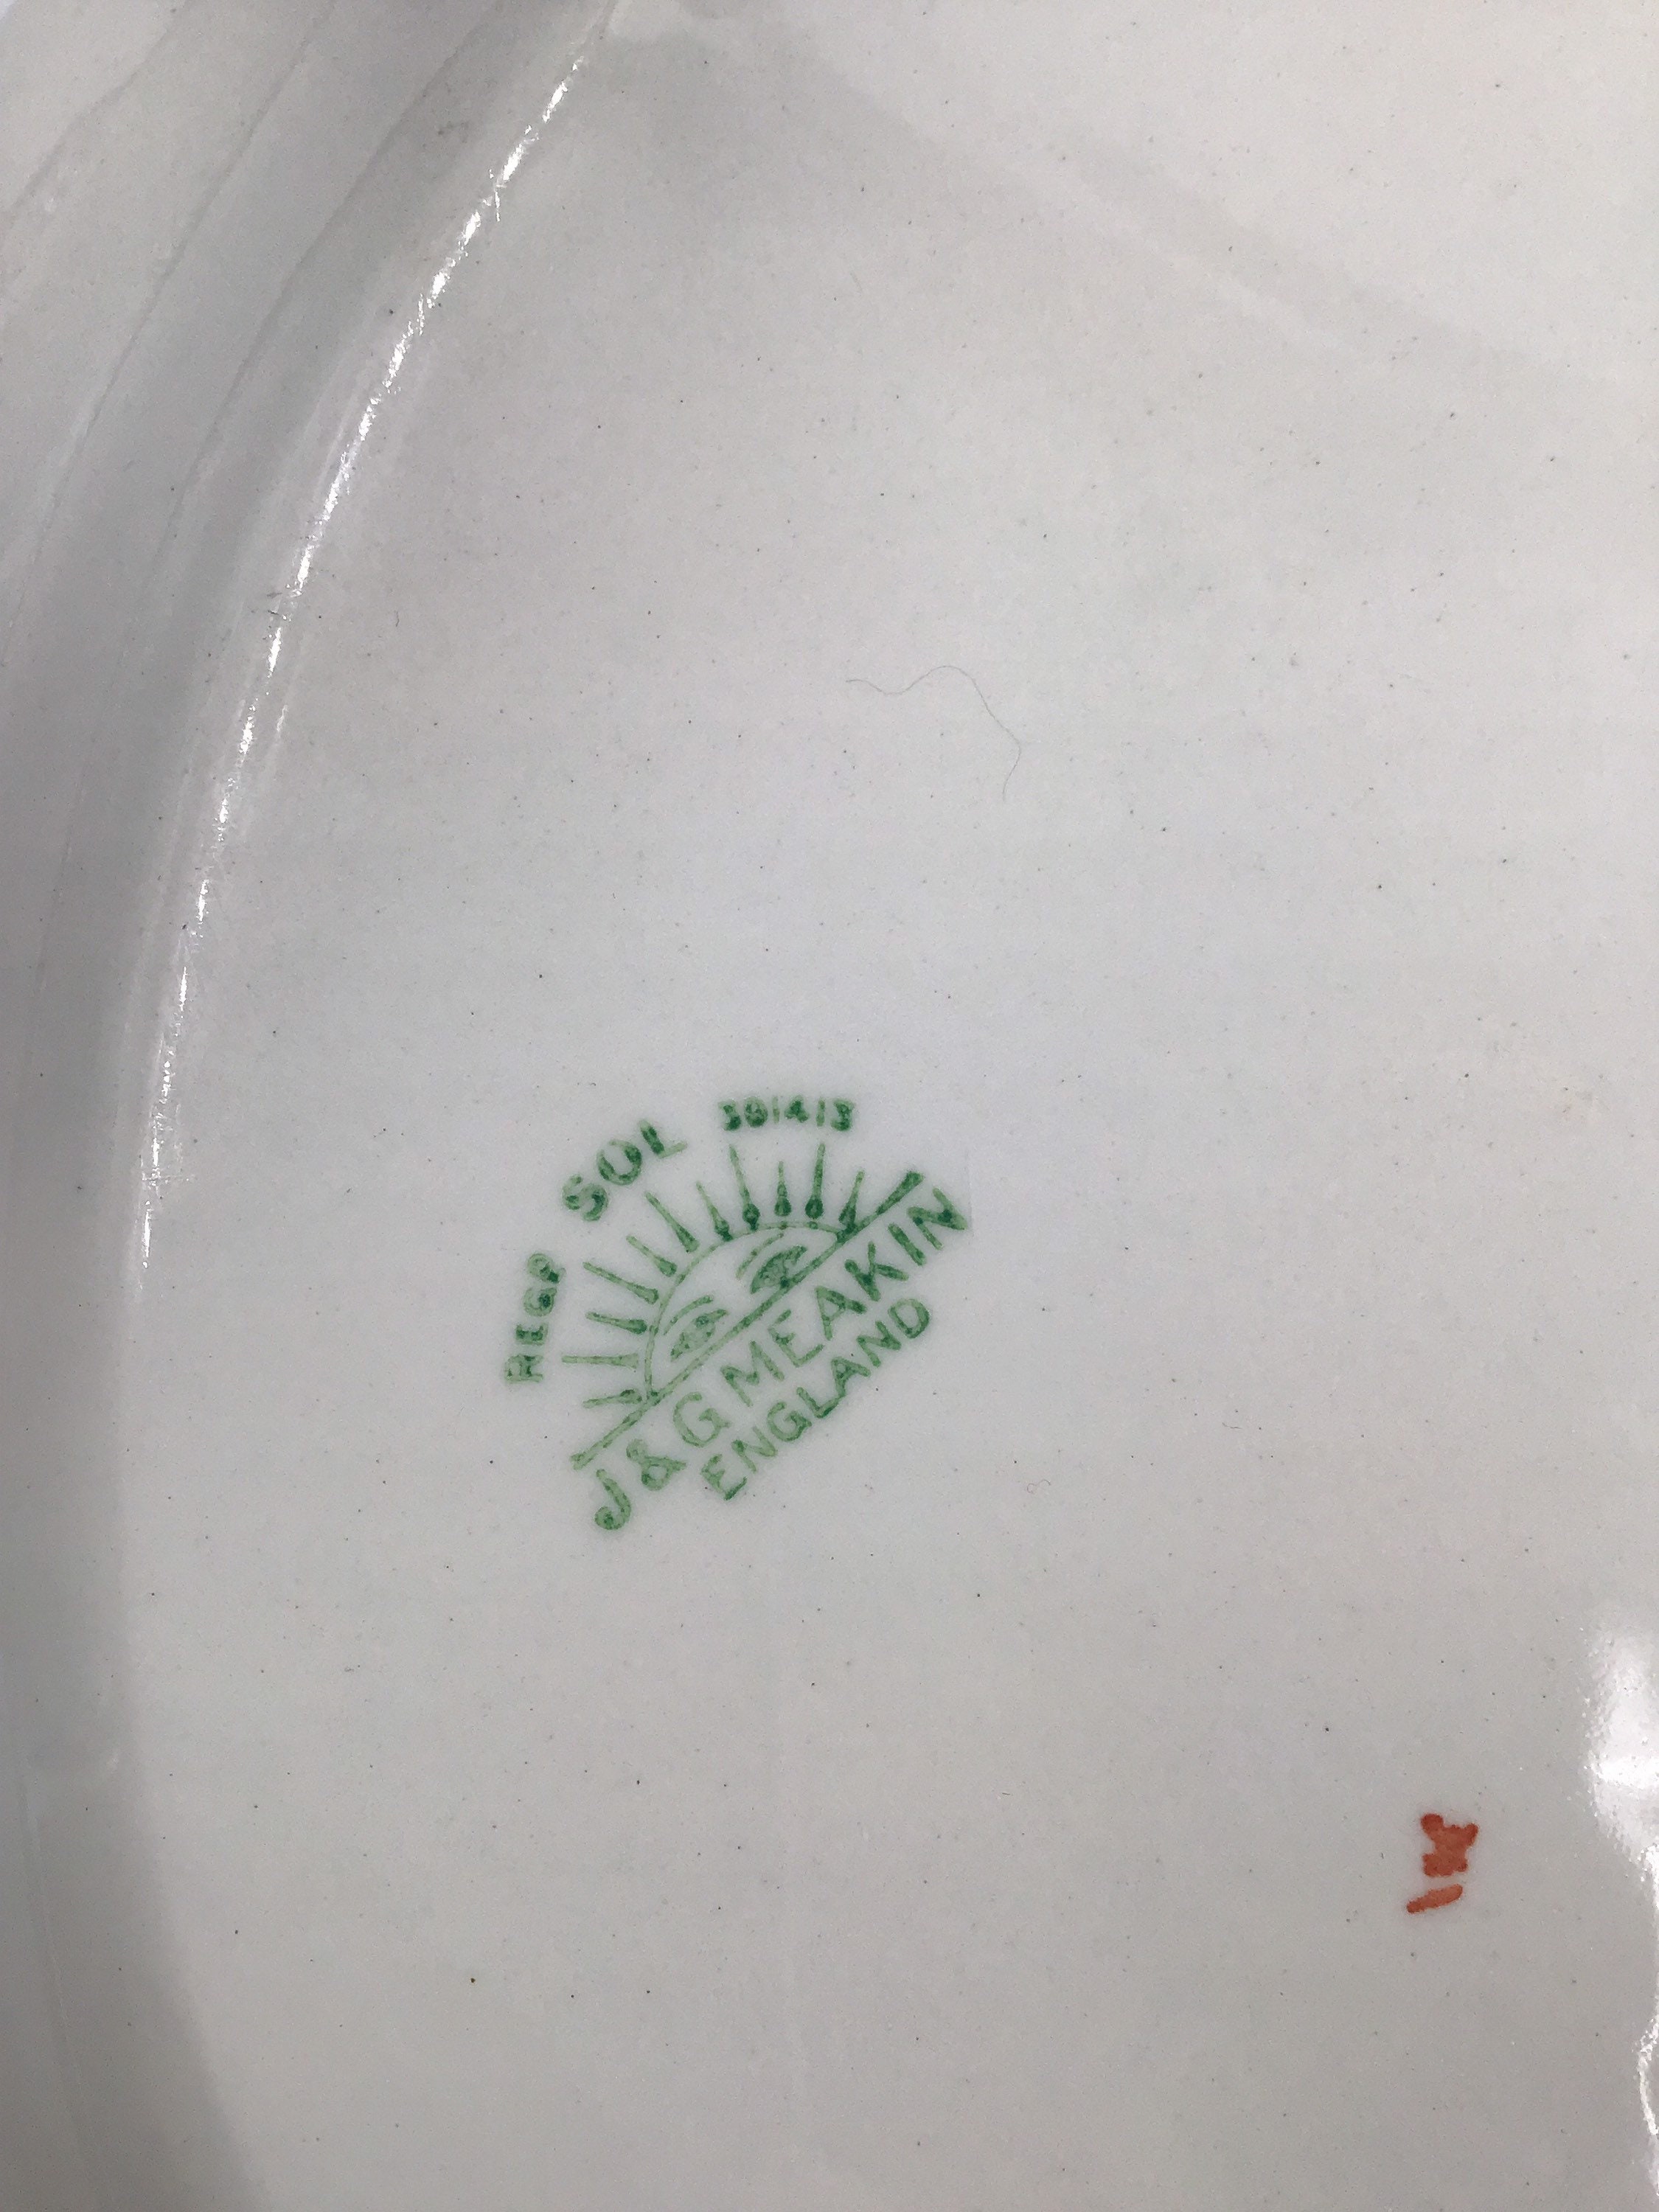 REGD SOL 391413
J & G MEAKIN
ENGLAND